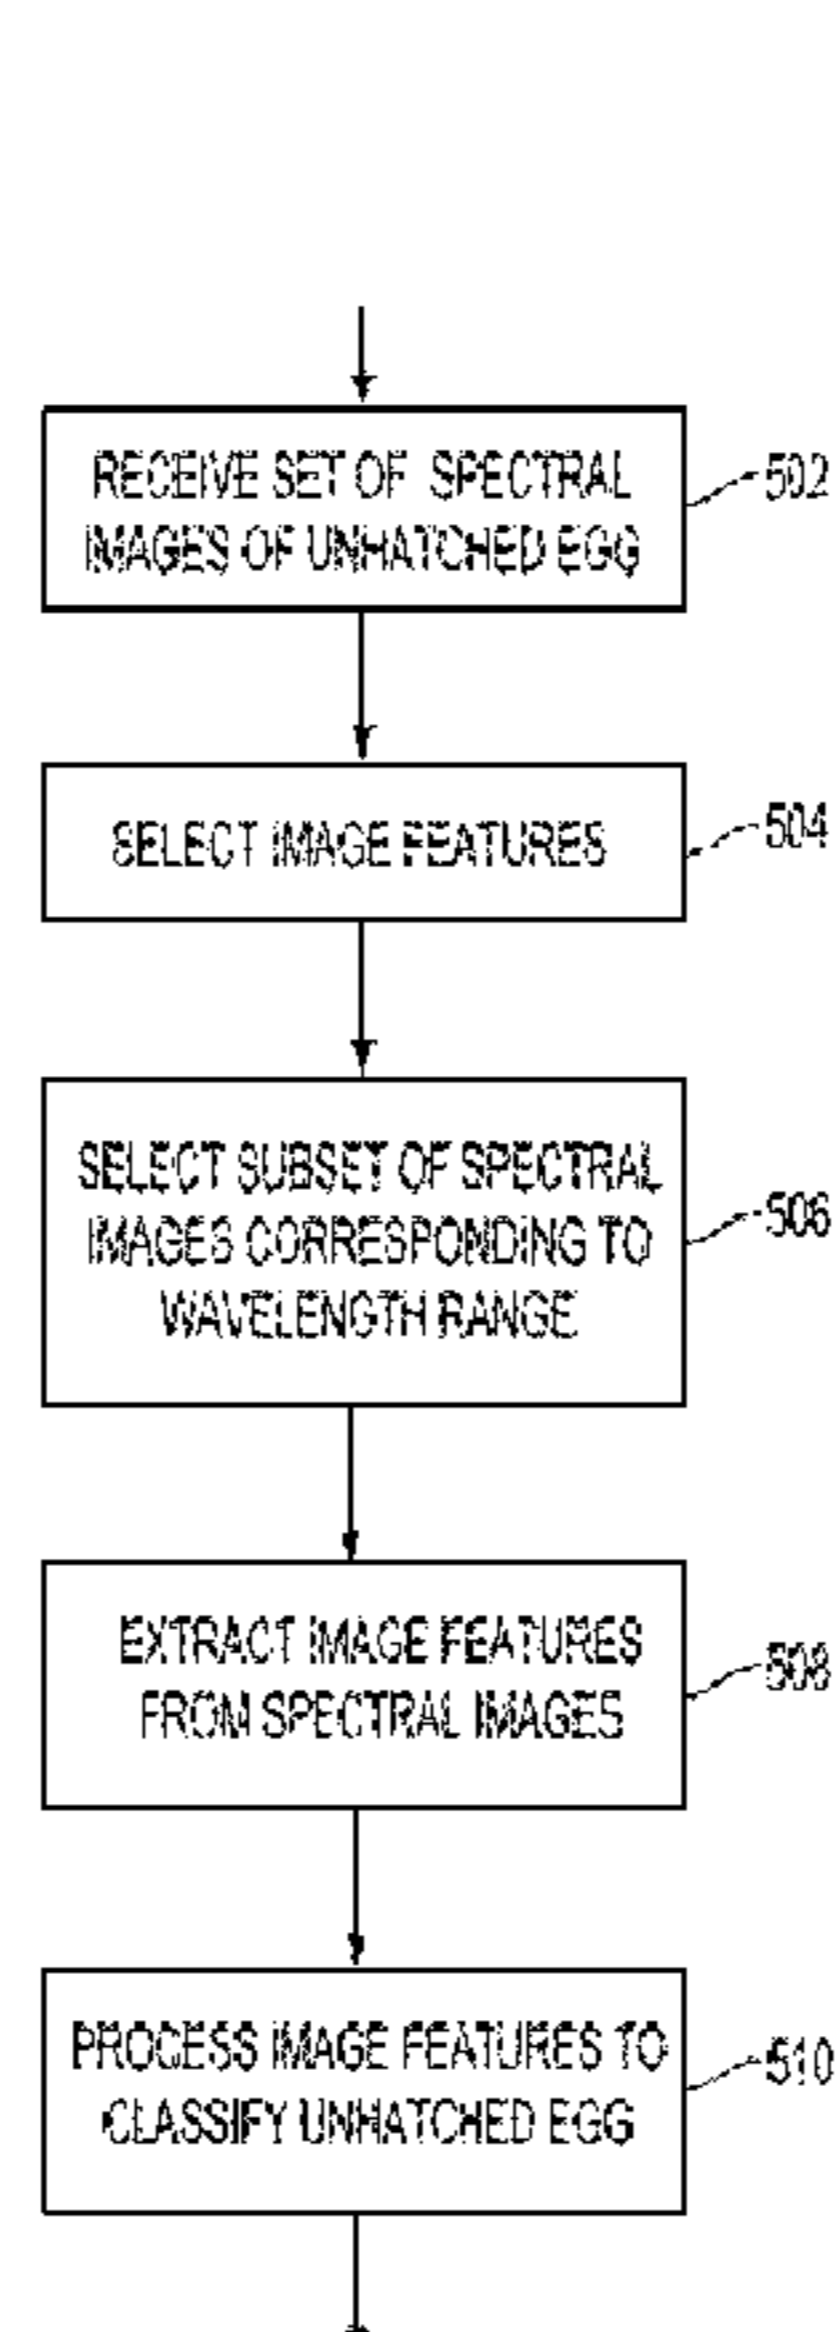 RECEIVE SET OF SPECTRAL
IMAGES OF UNHATCHED EGG
502
SELECT IMAGE FEATURES
504
SELECT SUBSET OF SPECTRAL
IMAGES CORRESPONDING TO
WAVELENGTH RANGE
506
EXTRACT IMAGE FEATURES
FROM SPECTRAL IMAGES
508
PROCESS IMAGE FEATURES TO
CLASSIFY UNHATCHED EGG
510